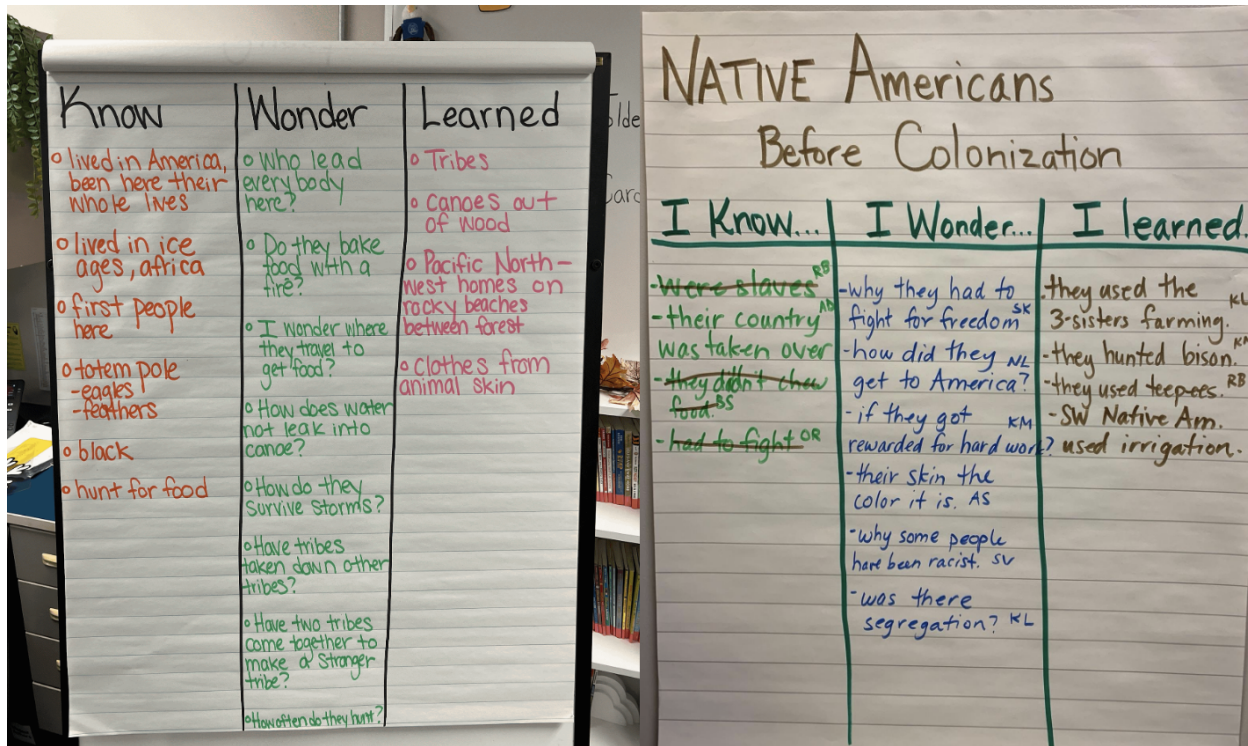 Know
o lived in America,
been here their
whole lives
o lived in ice
ages, africa
o first people
here
o totem pole
-eagles
-feathers
o black
o hunt for food
Wonder
o Who lead
everybody
here?
o Do they bake
food with a
fire?
o I wonder where
they travel to
get food?
o How does water
not leak into
canoe?
o How do they
survive storms?
o Have tribes
taken down other
tribes?
o Have two tribes
come together to
make a stronger
tribe?
o How often do they hunt?
Learned
o Tribes
o canoes out
of wood
o Pacific North-
west homes on
rocky beaches
between forest
o Clothes from
animal skin
NATIVE Americans
Before Colonization
I Know...
-Were slaves RB
-their country AD
was taken over
-they didn't chew
food. BS
-had to fight OR
I Wonder...
-why they had to
fight for freedom SK
-how did they NL
get to America?
-if they got KM
rewarded for hard work?
-their skin the
color it is. AS
-why some people
have been racist. SV
-was there
segregation? KL
I learned.
-they used the
3-sisters farming. KL
-they hunted bison.
-they used teepees. RB
-SW Native Am.
used irrigation.